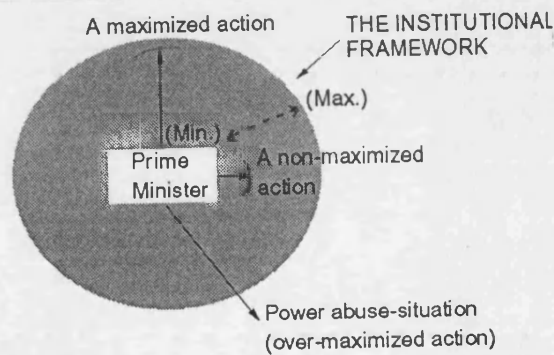 A maximized action
THE INSTITUTIONAL
FRAMEWORK
(Max.)
(Min.)
Prime
Minister
A non-maximized
action
Power abuse-situation
(over-maximized action)